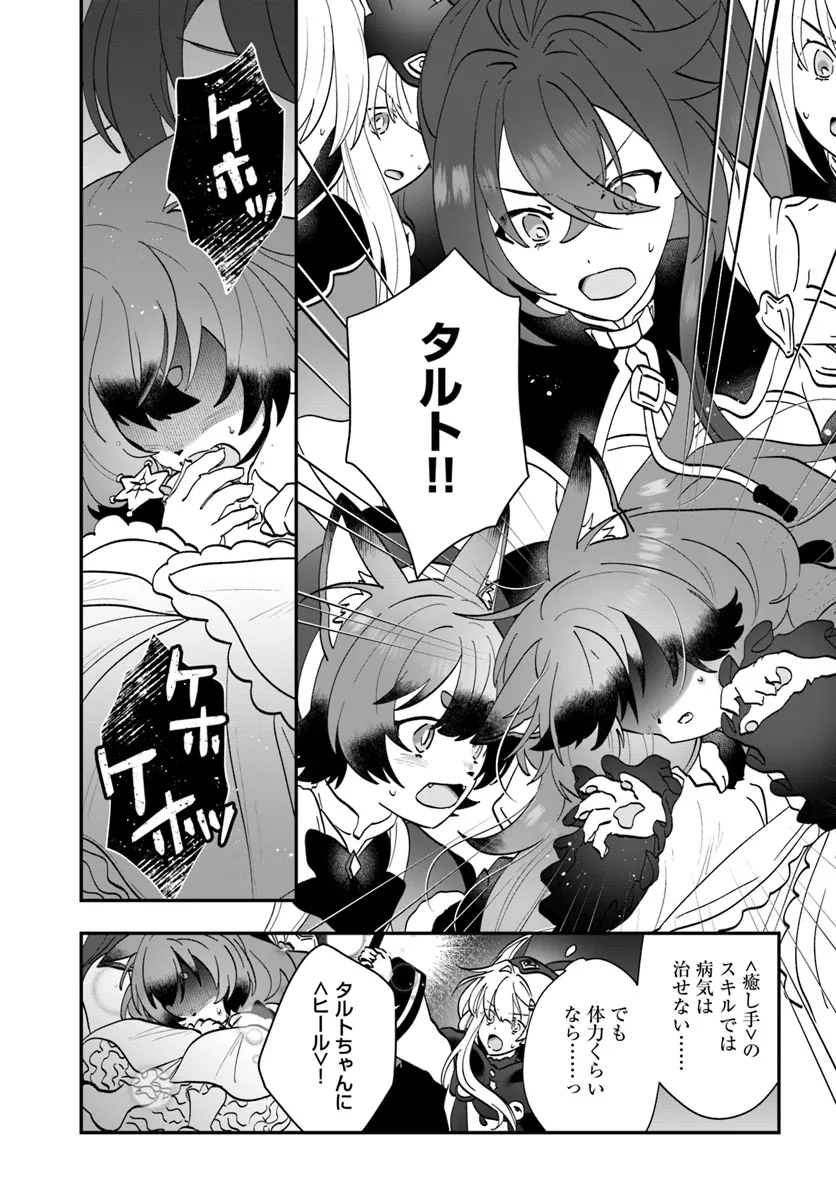 タルト!!
ケホッ
ケホ
ケホッ
<癒し手>の
スキルでは
病気は
治せない……
でも
体力くらい
なら……っ
タルトちゃんに
<ヒール>!